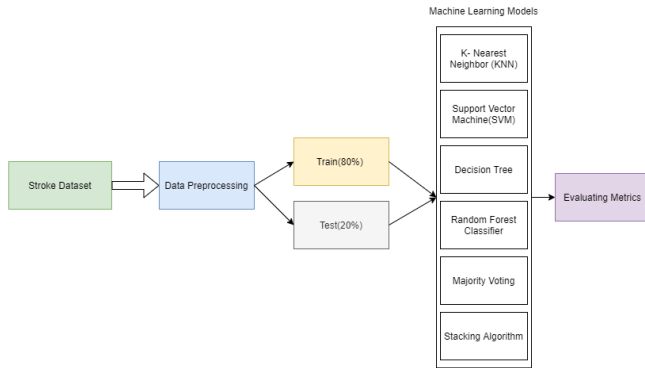 Machine Learning Models
K- Nearest
Neighbor (KNN)
Support Vector
Machine(SVM)
Decision Tree
Random Forest
Classifier
Majority Voting
Stacking Algorithm
Stroke Dataset
Data Preprocessing
Train(80%)
Test(20%)
Evaluating Metrics